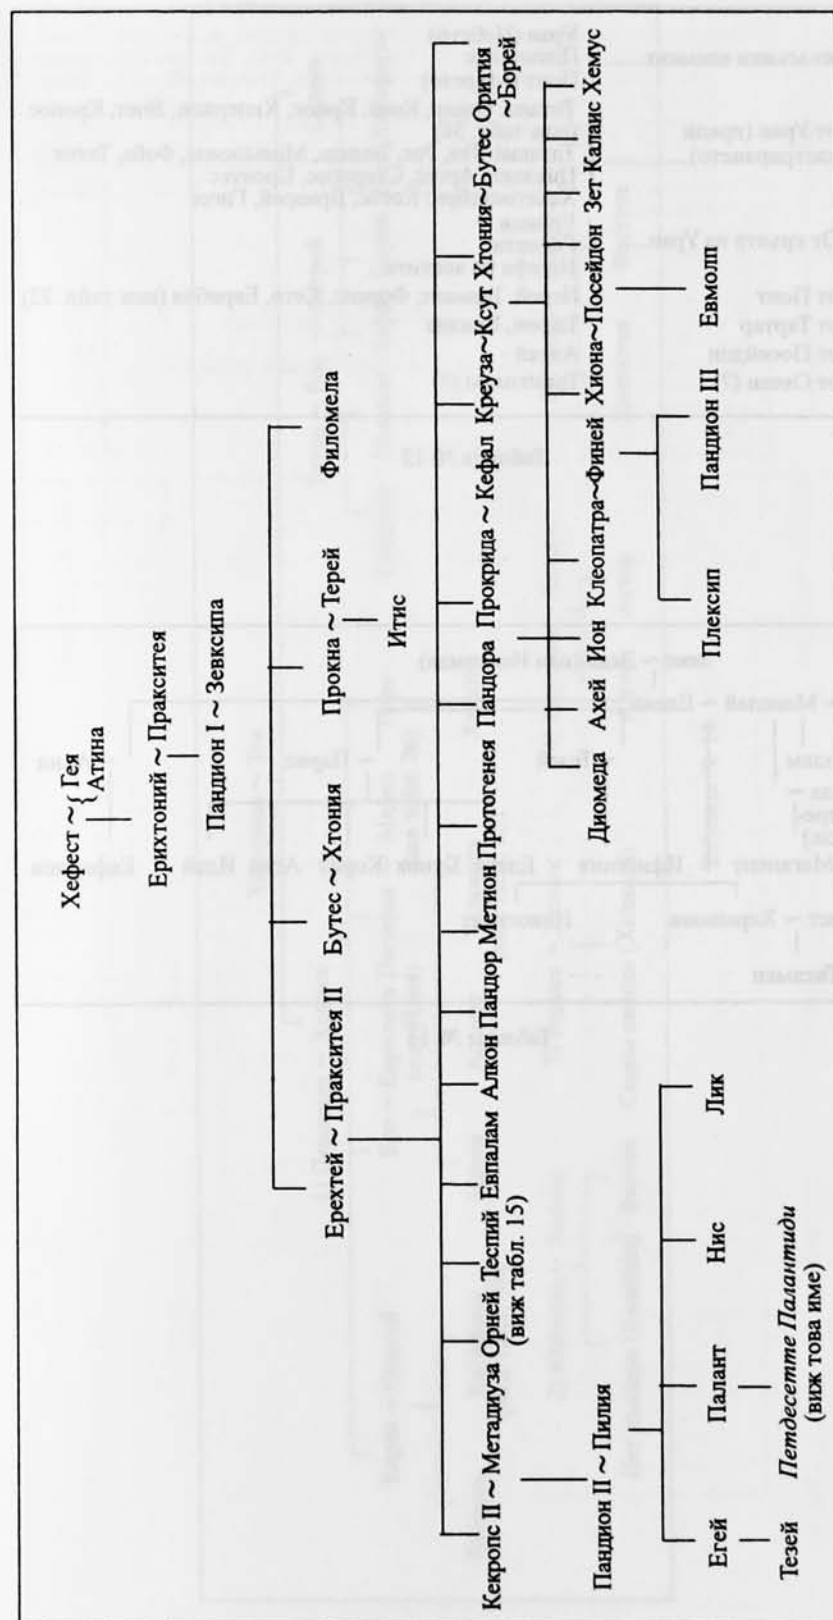 Хефест ~ { Гея
Атина
Ерихтоний ~ Пракситея
Пандион I ~ Зевксипа
Ерехтей ~ Пракситея II Бутес ~ Хтония Прокна ~ Терей Филомела
Итис
Кекропс II ~ Метадиуза Орней Теспий Евпалам Алкон Пандор Метион Протогенея Пандора Прокрида ~ Кефал Креуза~Ксут Хтония~Бутес Орития
(виж табл. 15) ~Борей
Пандион II ~ Пилия Диомеда Ахей Ион Клеопатра~Финей Хиона~Посейдон Зет Калаис Хемус
Егей Палант Нис Лик Плексип Пандион III Евмолп
Тезей Петдесетте Палантиди
(виж това име)